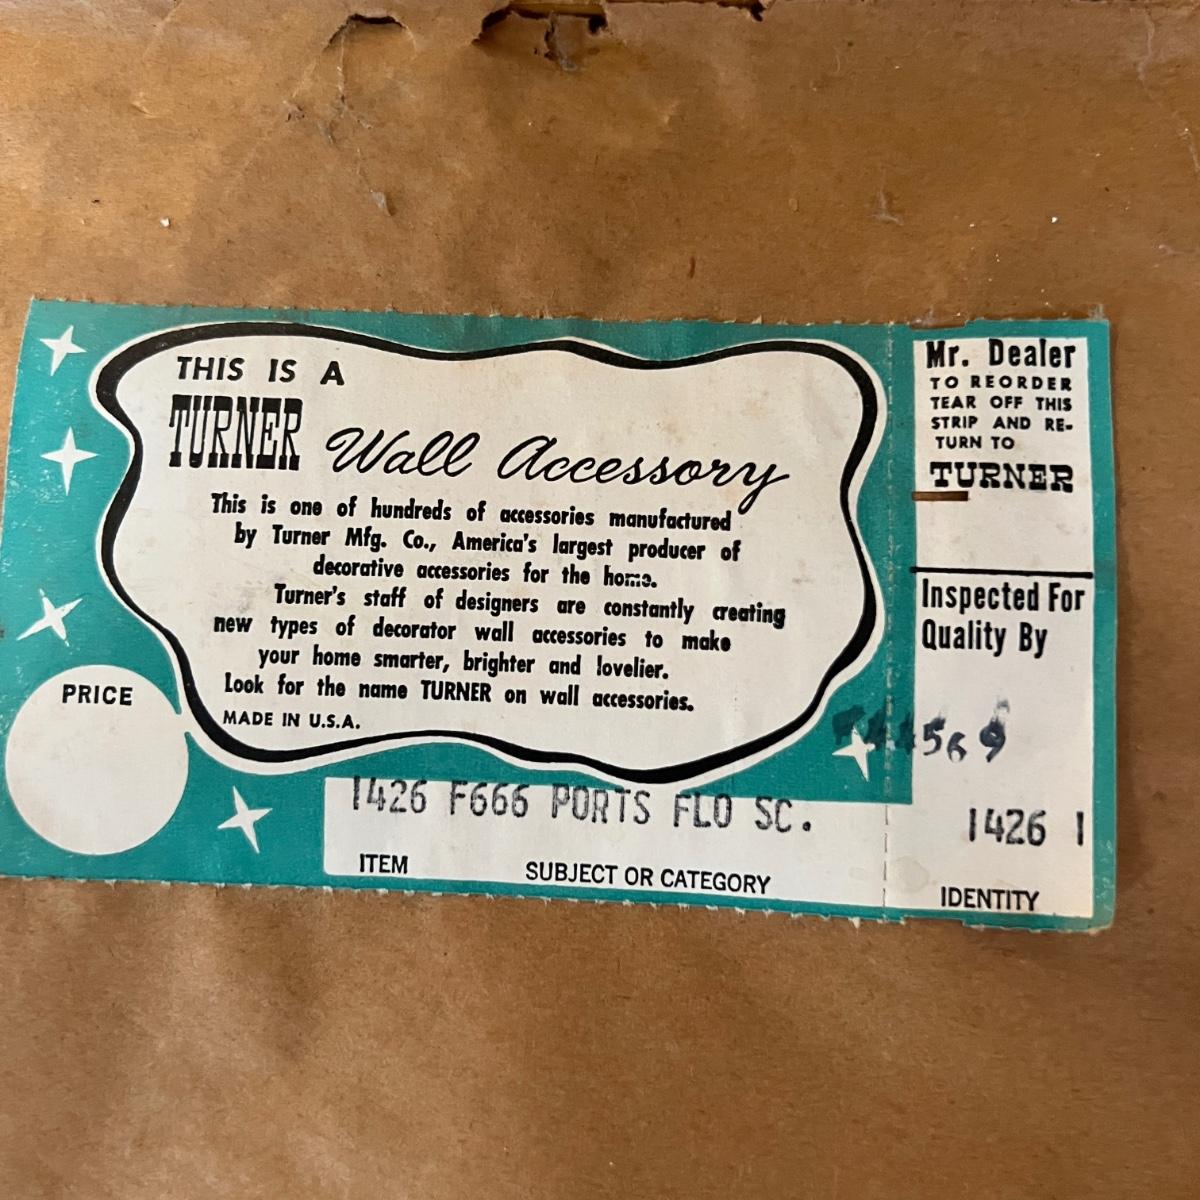 THIS IS A
TURNER Wall Accessory
This is one of hundreds of accessories manufactured
by Turner Mfg. Co., America's largest producer of
decorative accessories for the home.
Turner's staff of designers are constantly creating
new types of decorator wall accessories to make
your home smarter, brighter and lovelier.
Look for the name TURNER on wall accessories.
MADE IN U.S.A.
PRICE
1426 F666 PORTS FLO SC.
ITEM SUBJECT OR CATEGORY
Mr. Dealer
TO REORDER
TEAR OFF THIS
STRIP AND RE-
TURN TO
TURNER
Inspected For
Quality By
569
1426 1
IDENTITY